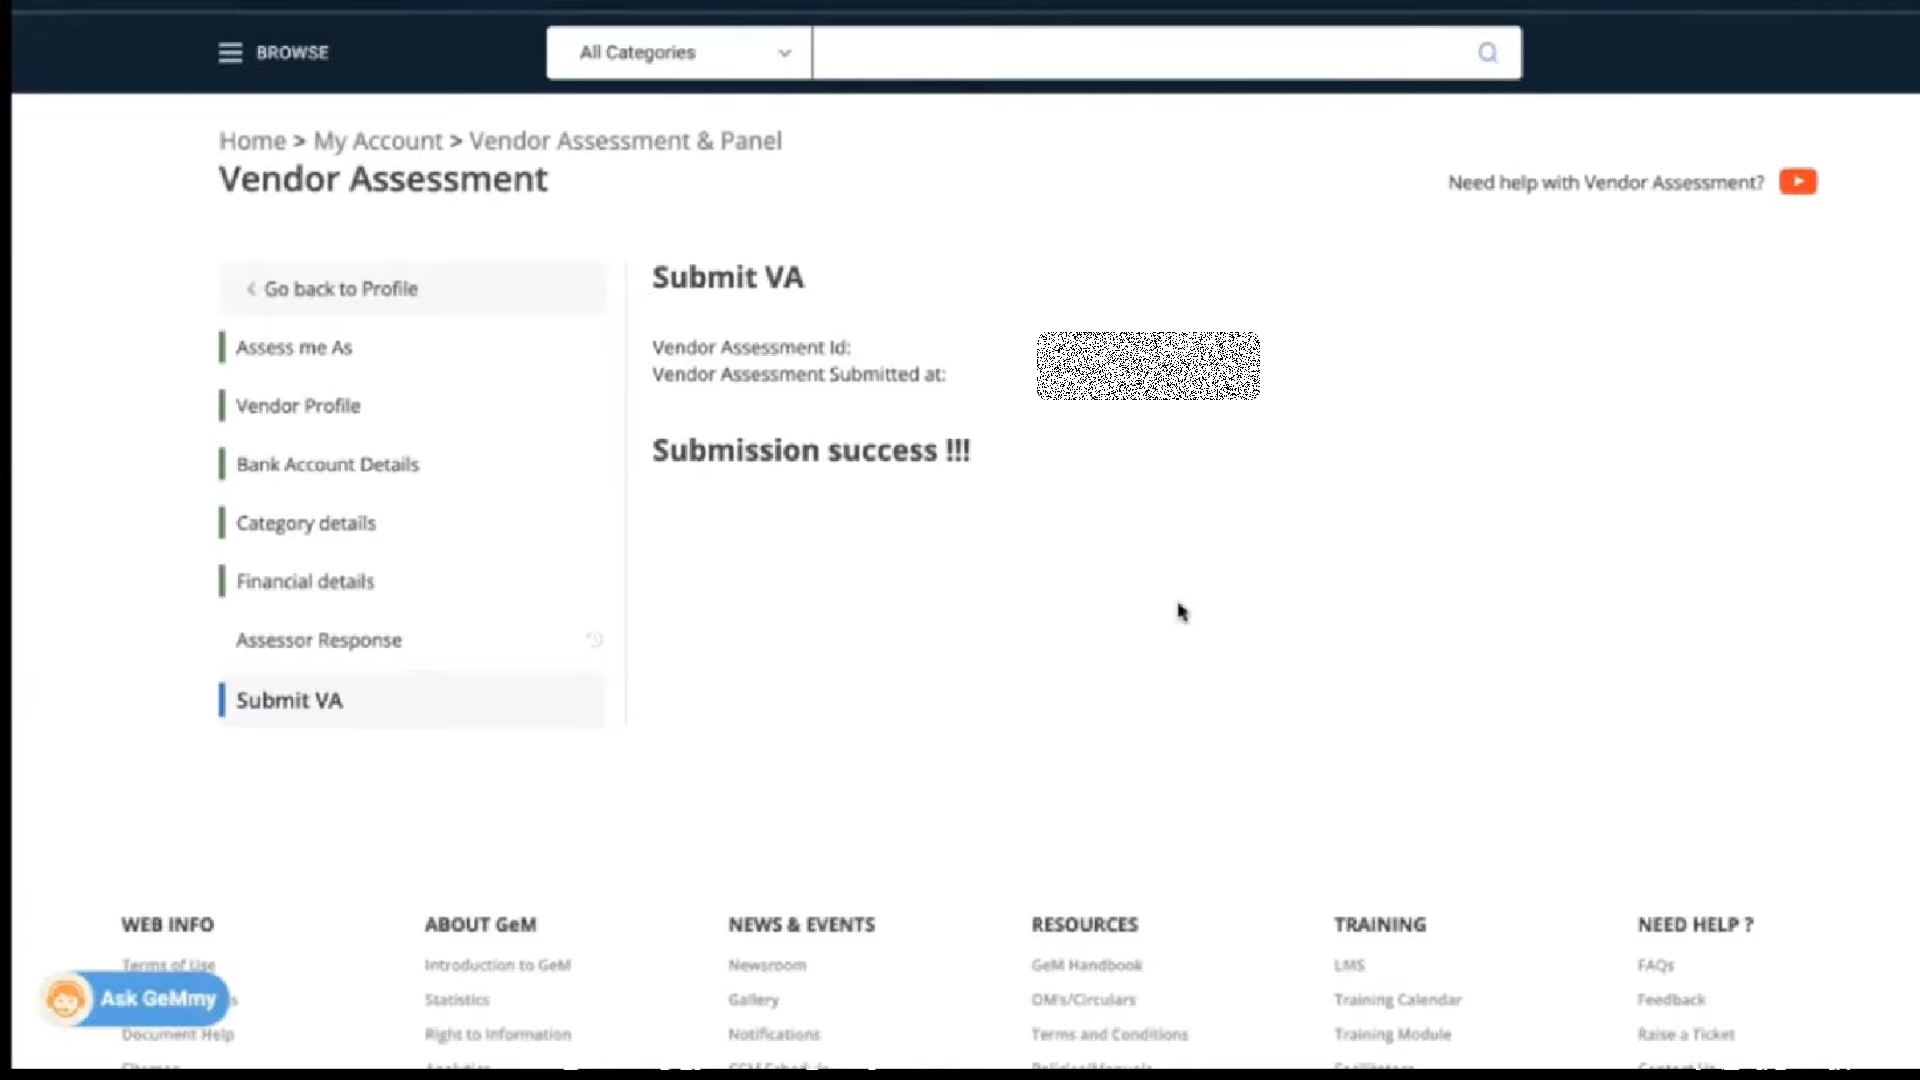 BROWSE
All Categories
Home > My Account > Vendor Assessment & Panel
Vendor Assessment
Need help with Vendor Assessment?
Go back to Profile
Assess me As
Vendor Profile
Bank Account Details
Category details
Financial details
Assessor Response
Submit VA
Submit VA
Vendor Assessment Id:
Vendor Assessment Submitted at:
Submission success !!!
WEB INFO
Terms of Use
Document Help
ABOUT GeM
Introduction to GeM
Statistics
Right to Information
NEWS & EVENTS
Newsroom
Gallery
Notifications
RESOURCES
GeM Handbook
OM's/Circulars
Terms and Conditions
TRAINING
LMS
Training Calendar
Training Module
NEED HELP ?
FAQs
Feedback
Raise a Ticket
Ask GeMmy